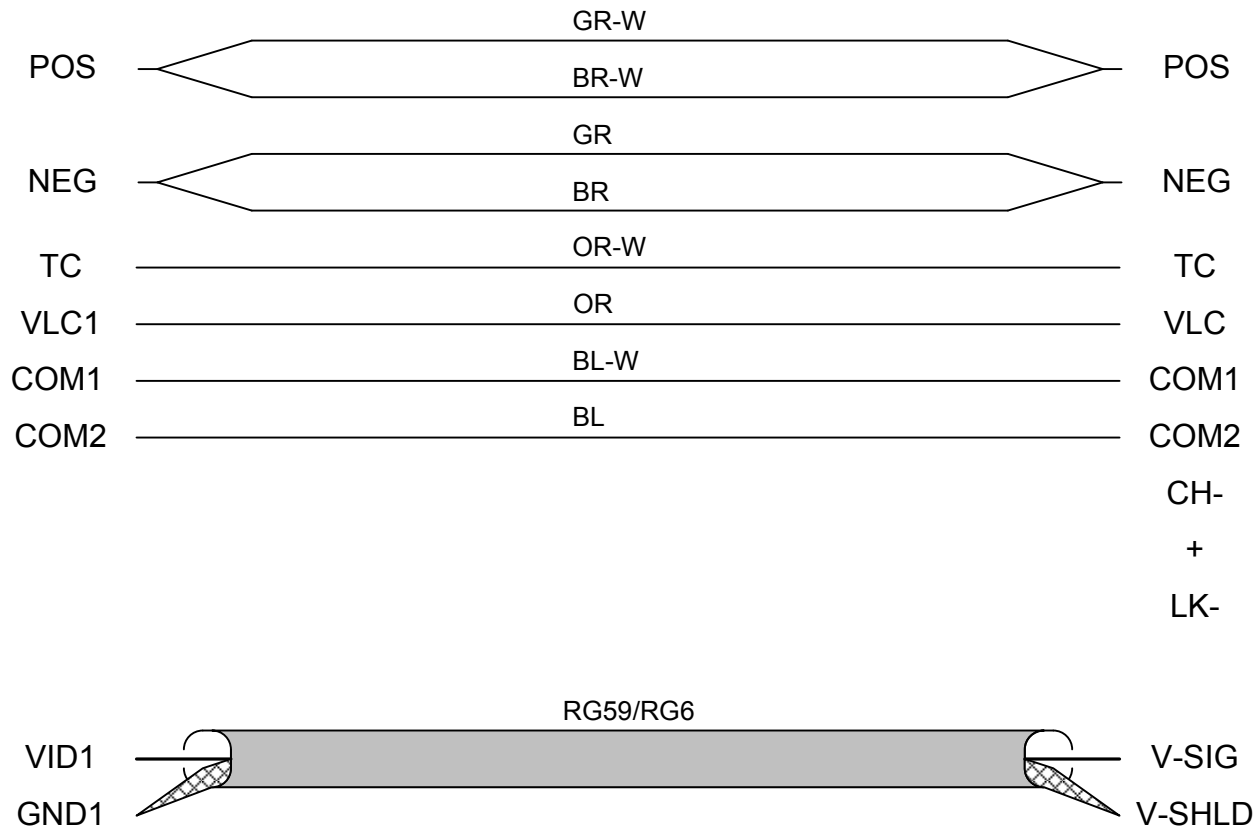 GR-W
POS
BR-W
POS
GR
NEG
BR
NEG
OR-W
TC
TC
OR
VLC1
VLC
BL-W
COM1
COM1
BL
COM2
COM2
CH-
+
LK-
RG59/RG6
VID1
V-SIG
GND1
V-SHLD